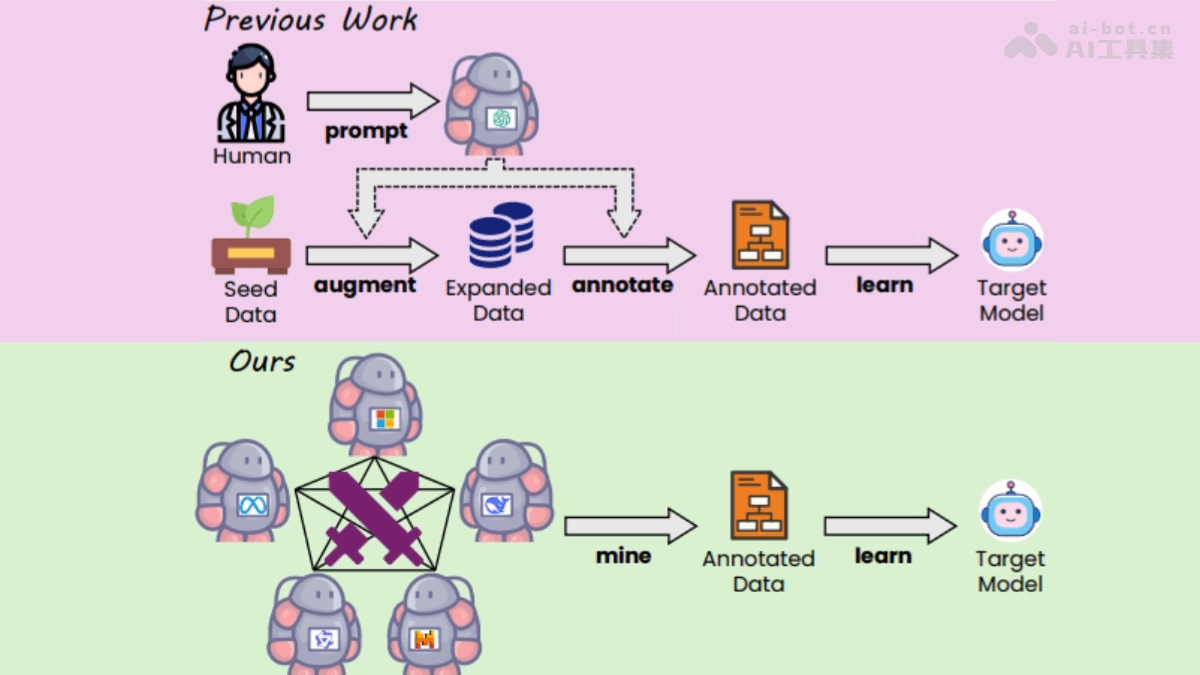 Previous Work
ai-bot.cn
AI工具集
prompt
Human
augment
annotate
learn
Seed
Data
Expanded
Data
Annotated
Data
Target
Model
Ours
mine
learn
Annotated
Data
Target
Model